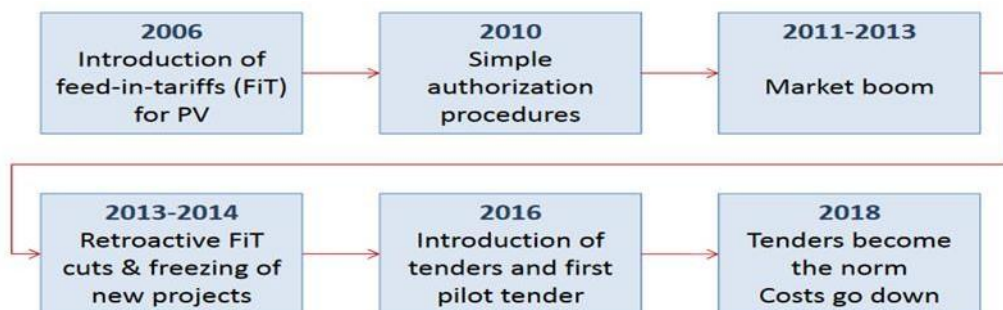 2006
Introduction of
feed-in-tariffs (FiT)
for PV
2010
Simple
authorization
procedures
2011-2013
Market boom
2013-2014
Retroactive FiT
cuts & freezing of
new projects
2016
Introduction of
tenders and first
pilot tender
2018
Tenders become
the norm
Costs go down